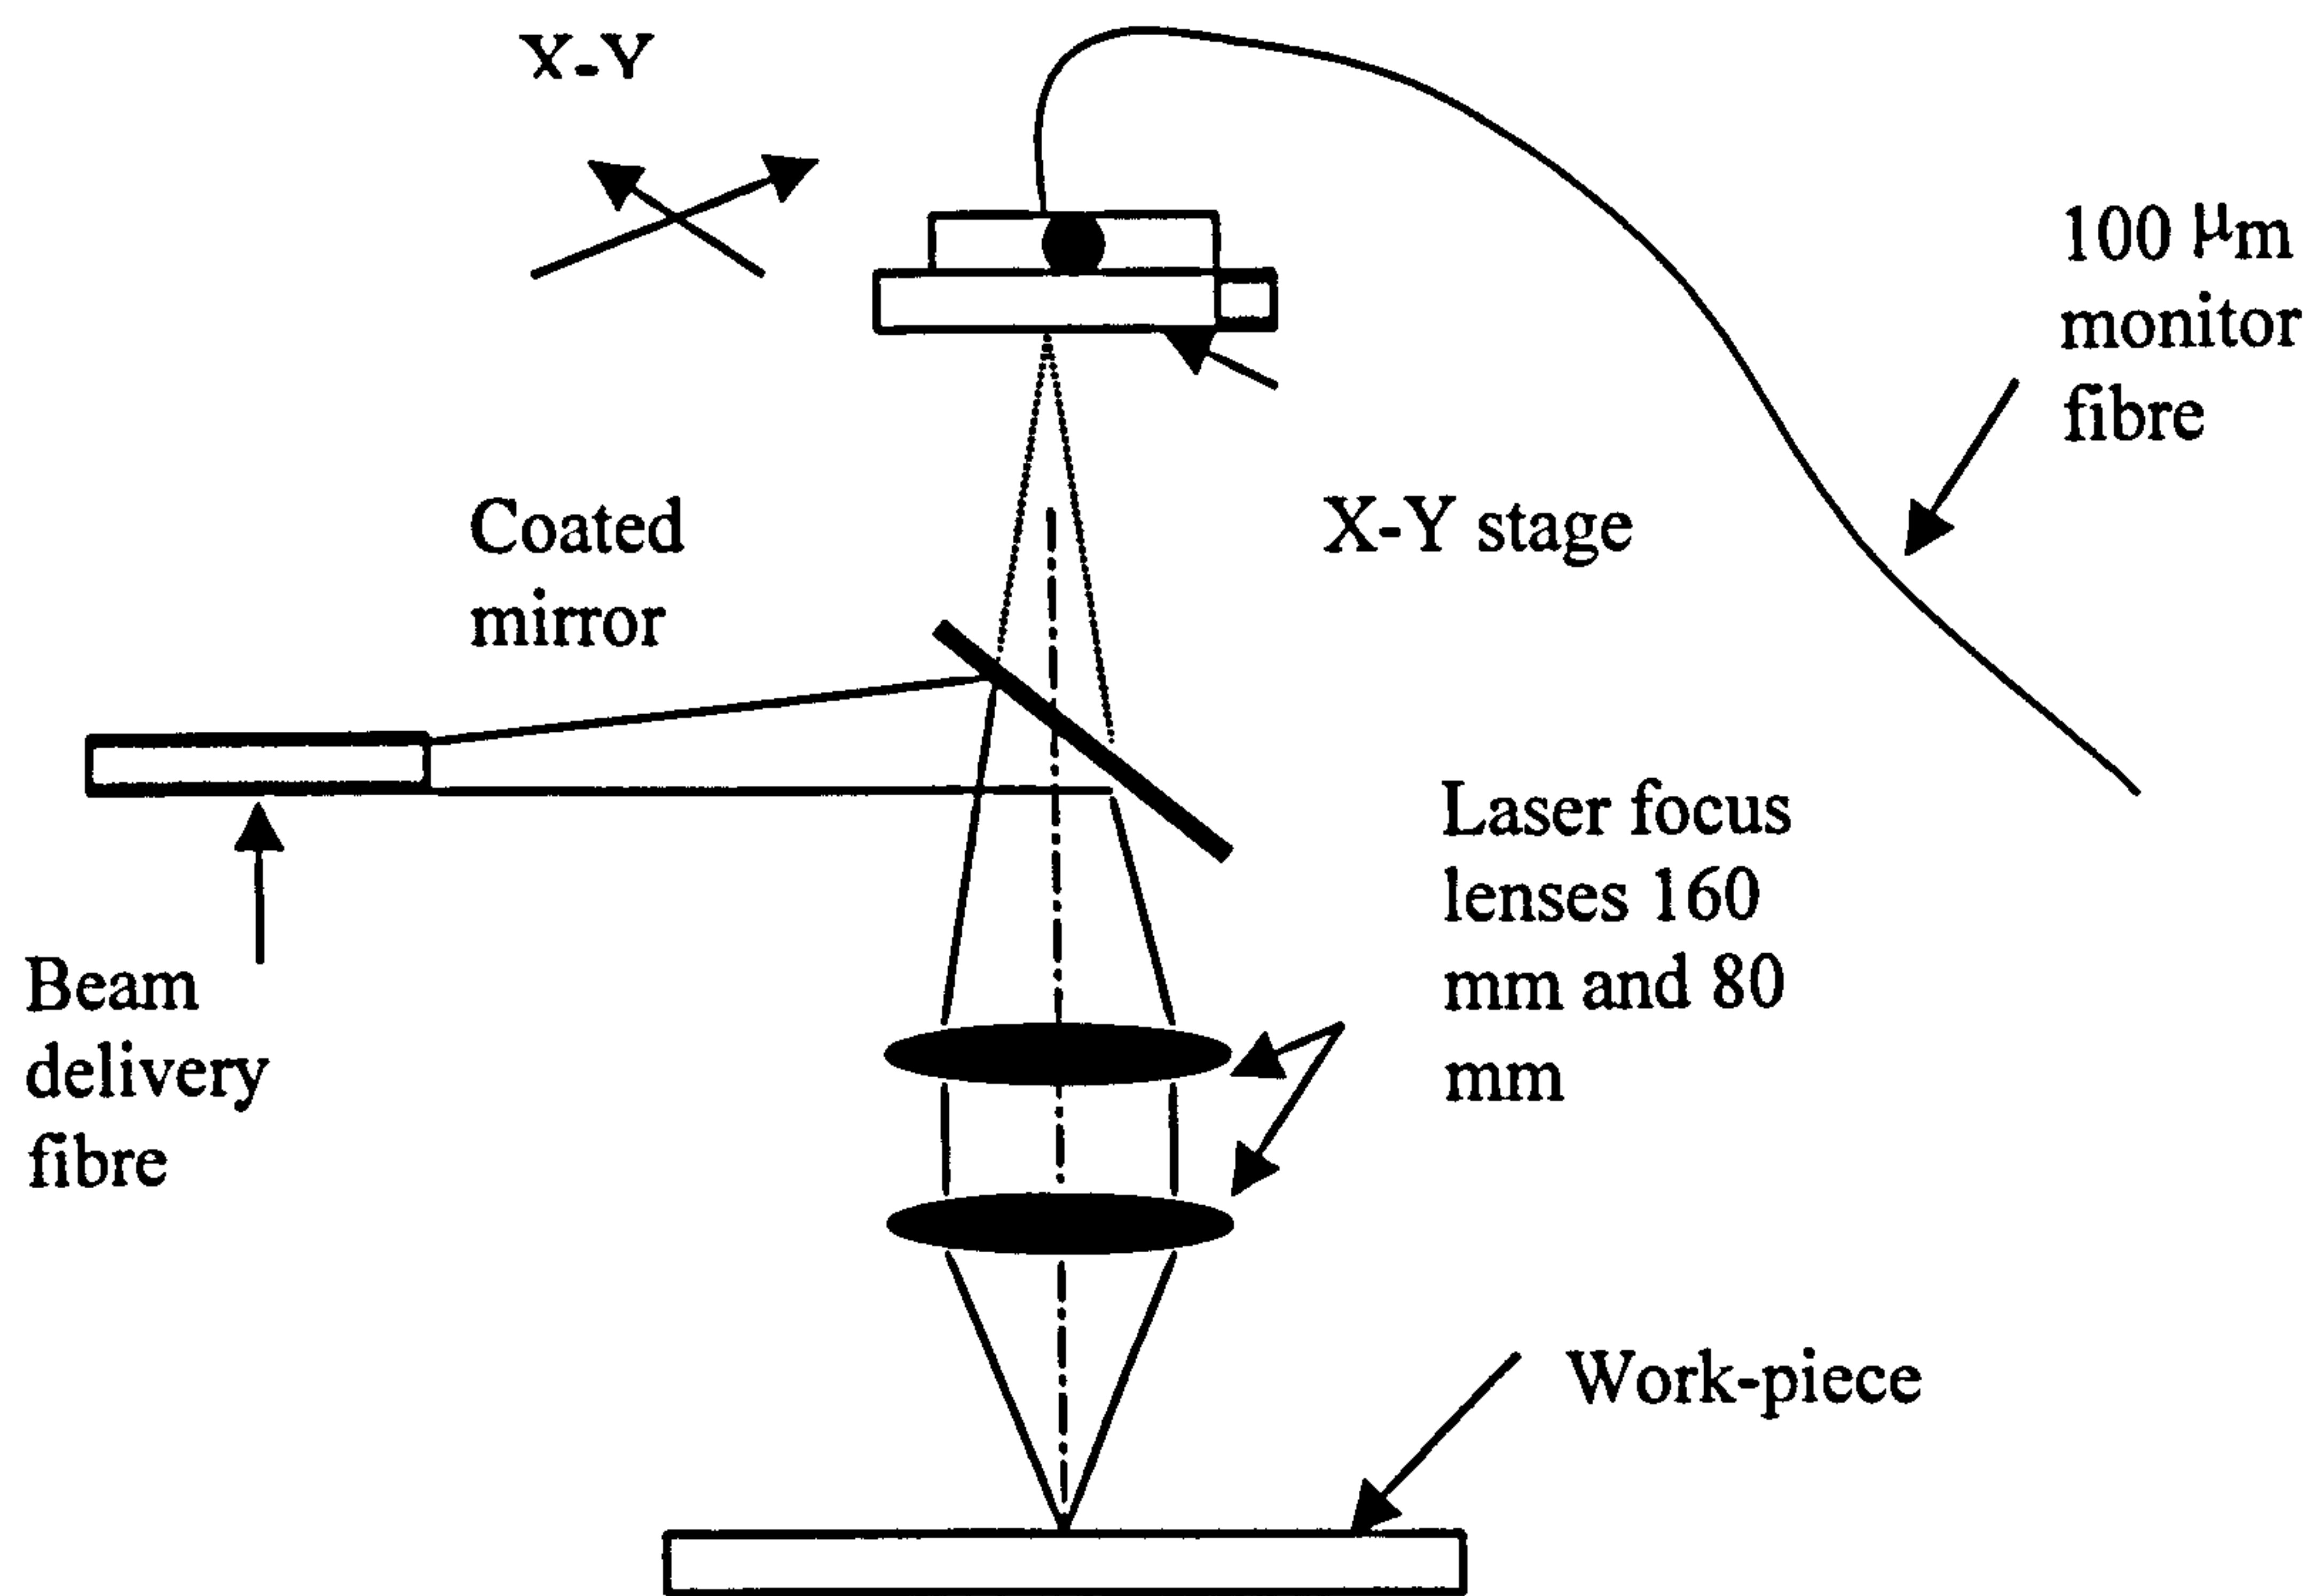 X-Y
100 μm
monitor
fibre
Coated
mirror
X-Y stage
Laser focus
lenses 160
mm and 80
mm
Beam
delivery
fibre
Work-piece